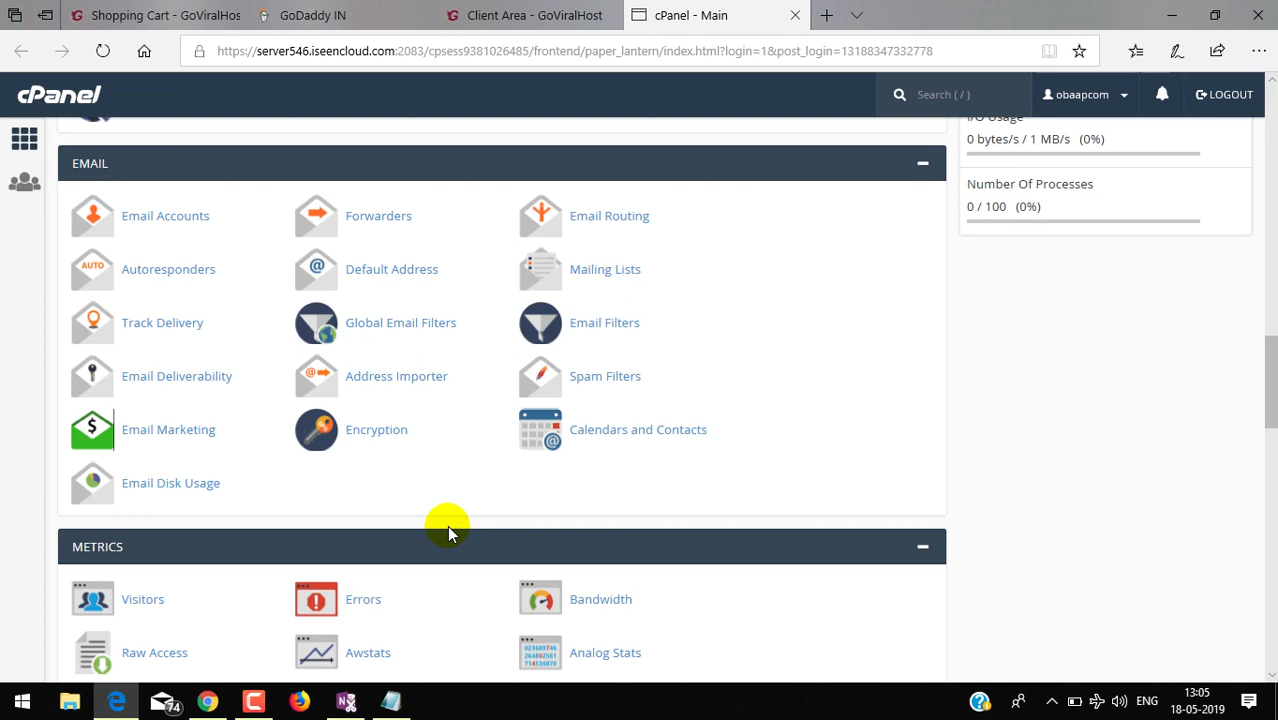 Shopping Cart - GoViralHos
GoDaddy IN
Client Area - GoViralHost
cPanel - Main
https://server546.iseencloud.com:2083/cpsess9381026485/frontend/paper_lantern/index.html?login=1&post_login=13188347332778
cPanel
Search ( / )
obaapcom
LOGOUT
I/O Usage
0 bytes/s / 1 MB/s (0%)
Number Of Processes
0 / 100 (0%)
EMAIL
Email Accounts
Forwarders
Email Routing
AUTO
Autoresponders
Default Address
Mailing Lists
Track Delivery
Global Email Filters
Email Filters
Email Deliverability
Address Importer
Spam Filters
Email Marketing
Encryption
Calendars and Contacts
Email Disk Usage
METRICS
Visitors
Errors
Bandwidth
Raw Access
Awstats
Analog Stats
74
ENG
13:05
18-05-2019